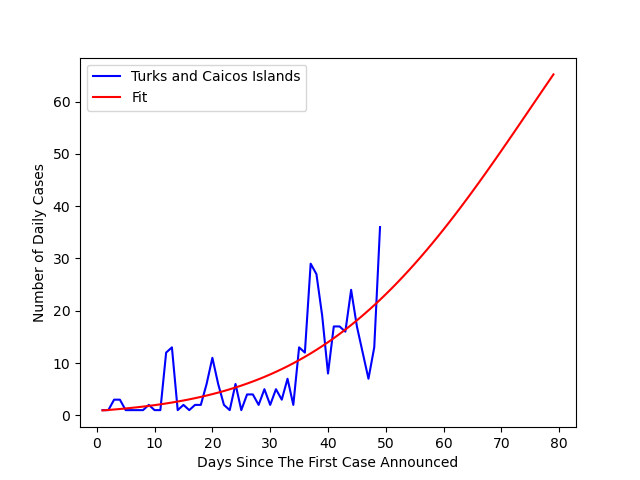 Turks and Caicos Islands
Fit
60
50
40
30
20
10
0
Number of Daily Cases
0 10 20 30 40 50 60 70 80
Days Since The First Case Announced